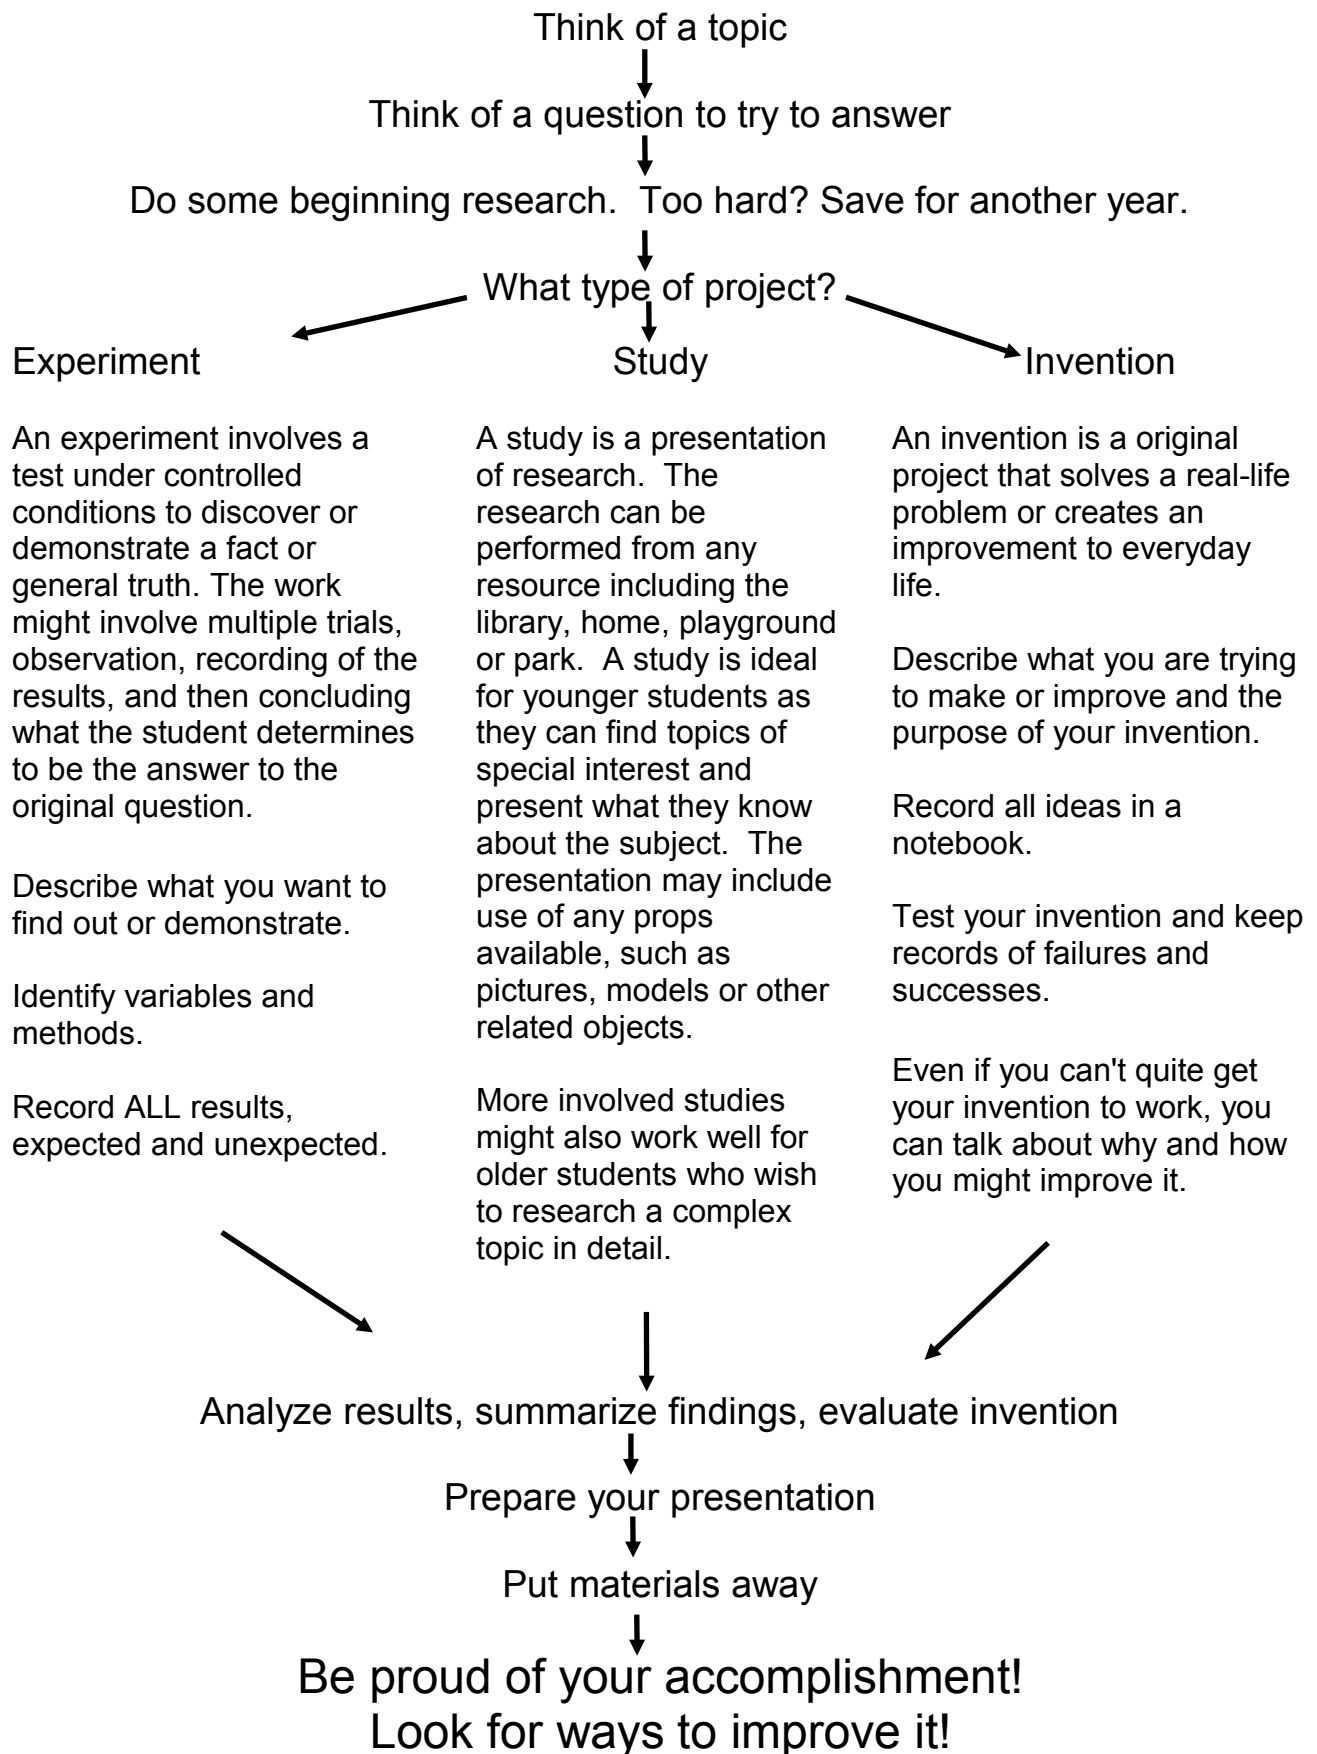 Think of a topic
Think of a question to try to answer
Do some beginning research.  Too hard? Save for another year.
What type of project?
Experiment
An experiment involves a
test under controlled
conditions to discover or
demonstrate a fact or
general truth. The work
might involve multiple trials,
observation, recording of the
results, and then concluding
what the student determines
to be the answer to the
original question.
Describe what you want to
find out or demonstrate.
Identify variables and
methods.
Record ALL results,
expected and unexpected.
Study
A study is a presentation
of research.  The
research can be
performed from any
resource including the
library, home, playground
or park.  A study is ideal
for younger students as
they can find topics of
special interest and
present what they know
about the subject.  The
presentation may include
use of any props
available, such as
pictures, models or other
related objects.
More involved studies
might also work well for
older students who wish
to research a complex
topic in detail.
Invention
An invention is a original
project that solves a real-life
problem or creates an
improvement to everyday
life.
Describe what you are trying
to make or improve and the
purpose of your invention.
Record all ideas in a
notebook.
Test your invention and keep
records of failures and
successes.
Even if you can't quite get
your invention to work, you
can talk about why and how
you might improve it.
Analyze results, summarize findings, evaluate invention
Prepare your presentation
Put materials away
Be proud of your accomplishment!
Look for ways to improve it!